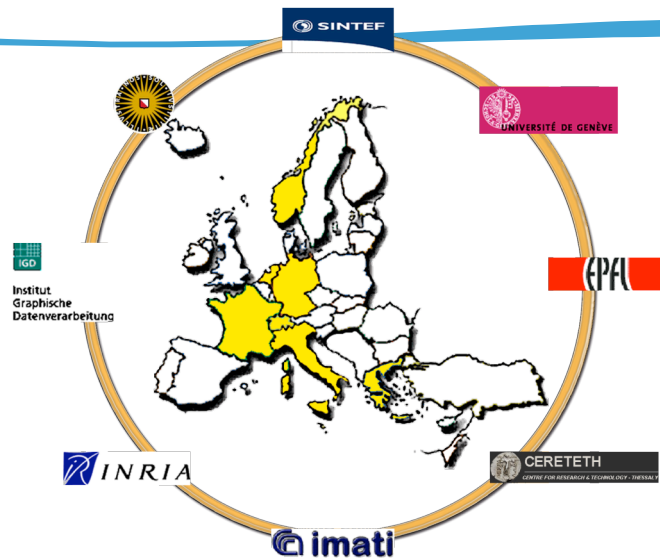 SINTEF
UNIVERSITÉ DE GENÈVE
IGD
Institut
Graphische
Datenverarbeitung
EPFL
INRIA
CERETETH
CENTRE FOR RESEARCH & TECHNOLOGY - THESSALY
imati